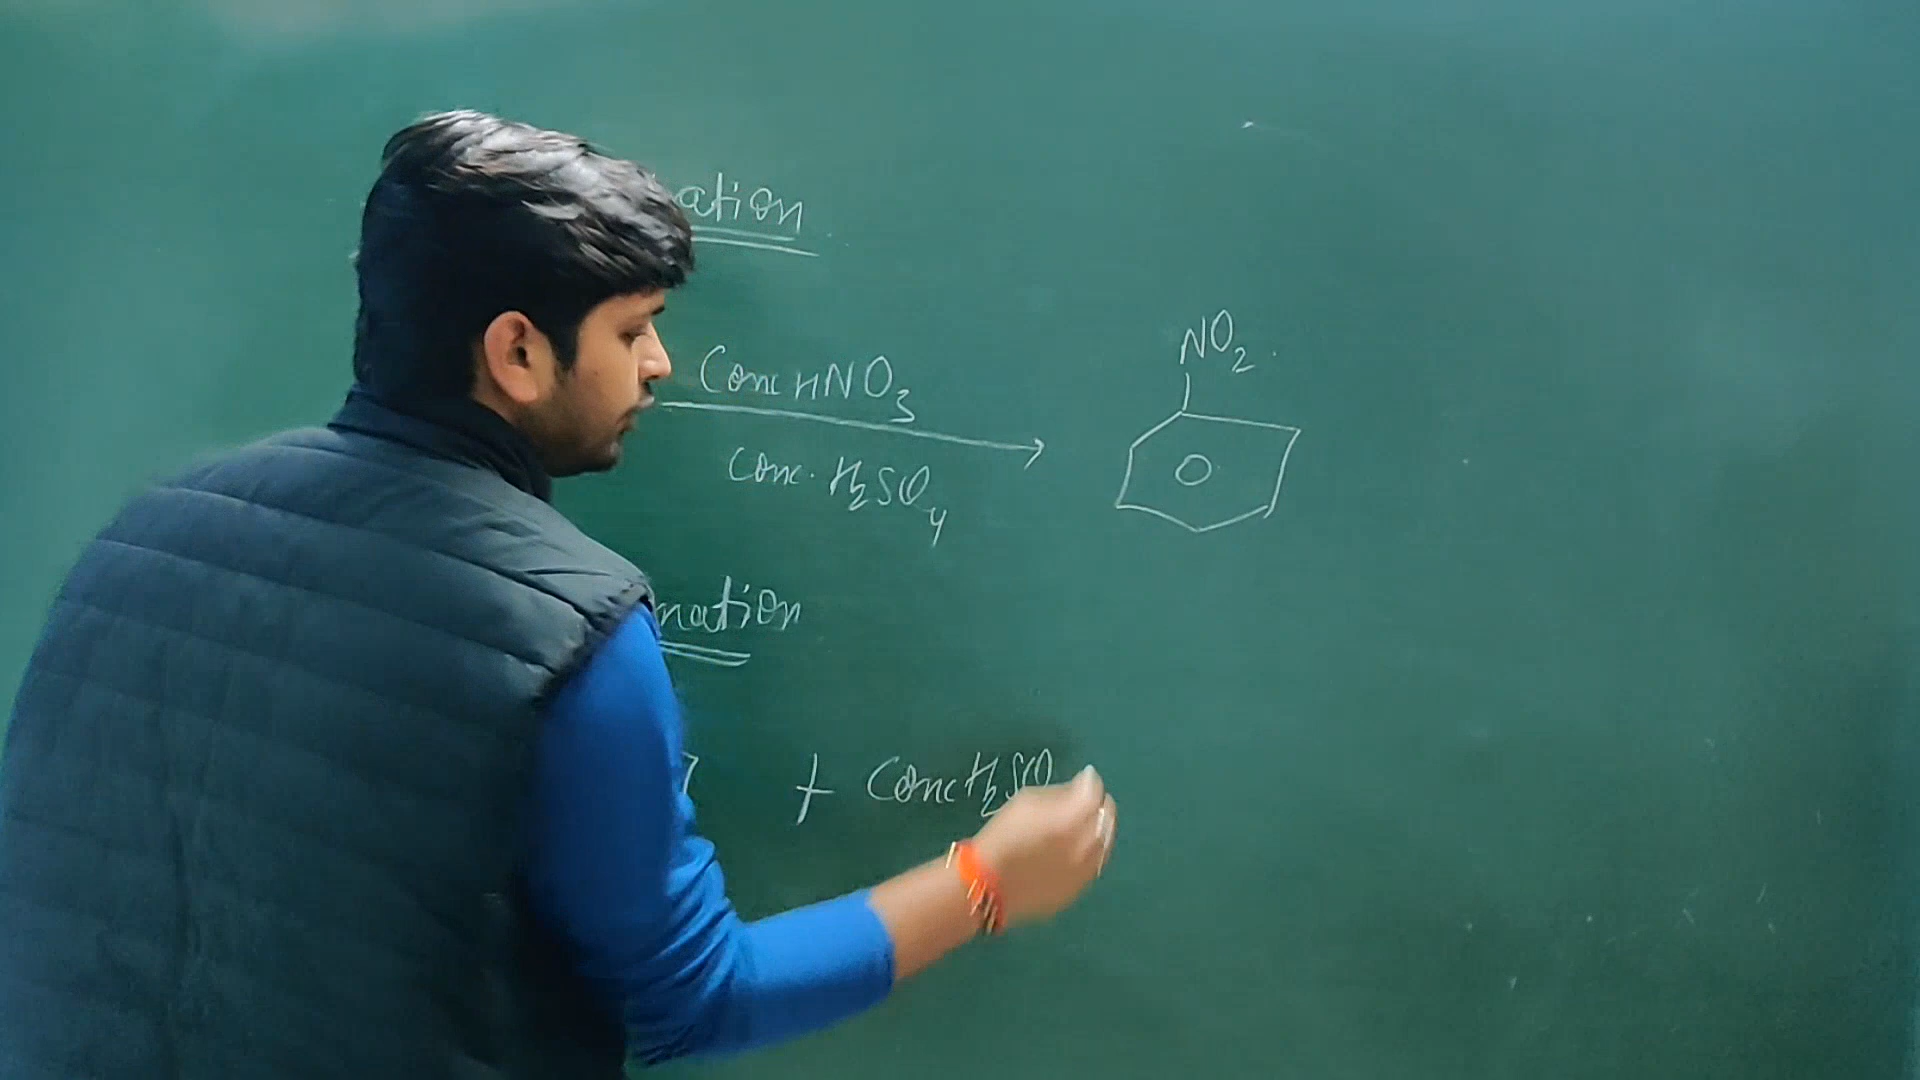 ation
NO2
Conc HNO3
Conc. H2SO4
nation
+ Conc H2SO